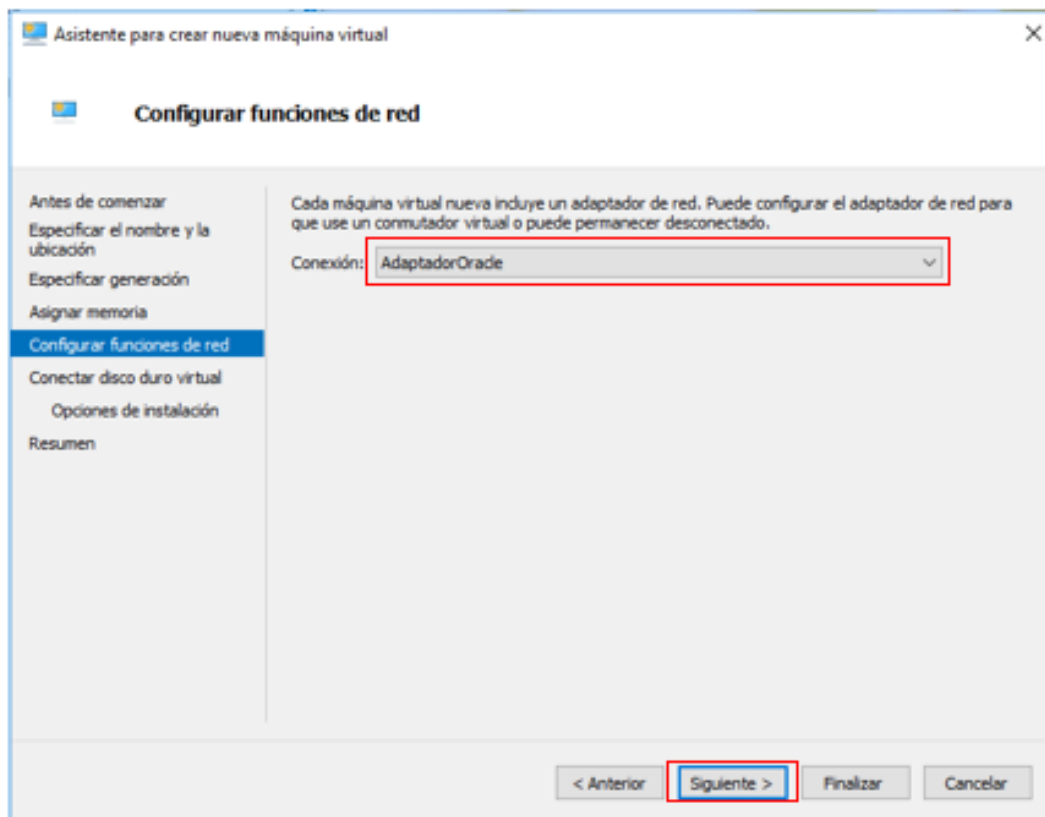 Asistente para crear nueva máquina virtual
Configurar funciones de red
Antes de comenzar
Especificar el nombre y la
ubicación
Especificar generación
Asignar memoria
Configurar funciones de red
Conectar disco duro virtual
Opciones de instalación
Resumen
Cada máquina virtual nueva incluye un adaptador de red. Puede configurar el adaptador de red para
que use un conmutador virtual o puede permanecer desconectado.
Conexión: AdaptadorOracle
< Anterior Siguiente > Finalizar Cancelar